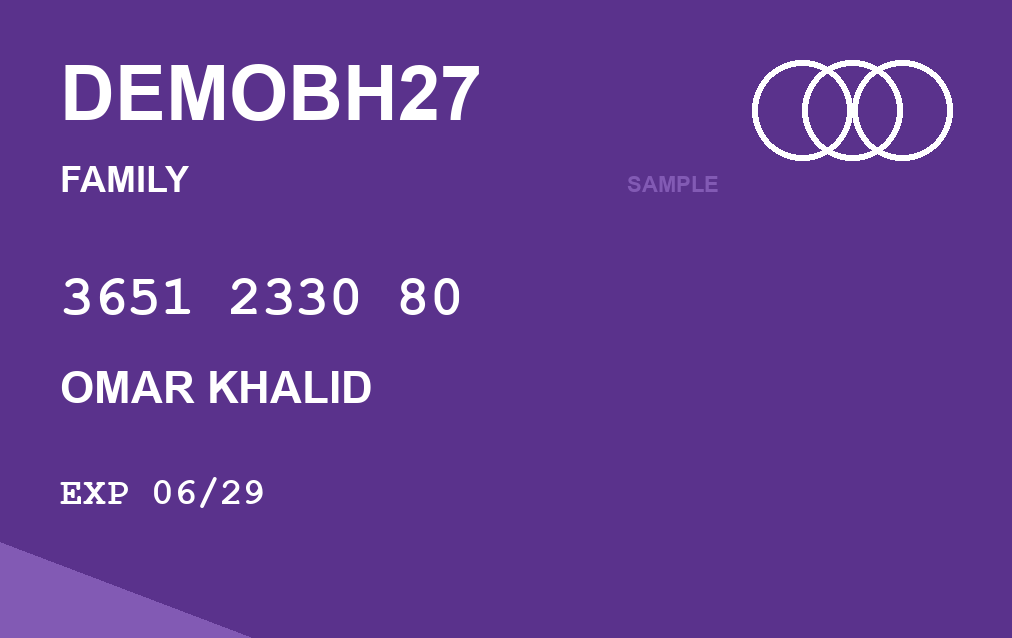 DEMOBH27
FAMILY
SAMPLE
3651 2330 80
OMAR KHALID
EXP 06/29